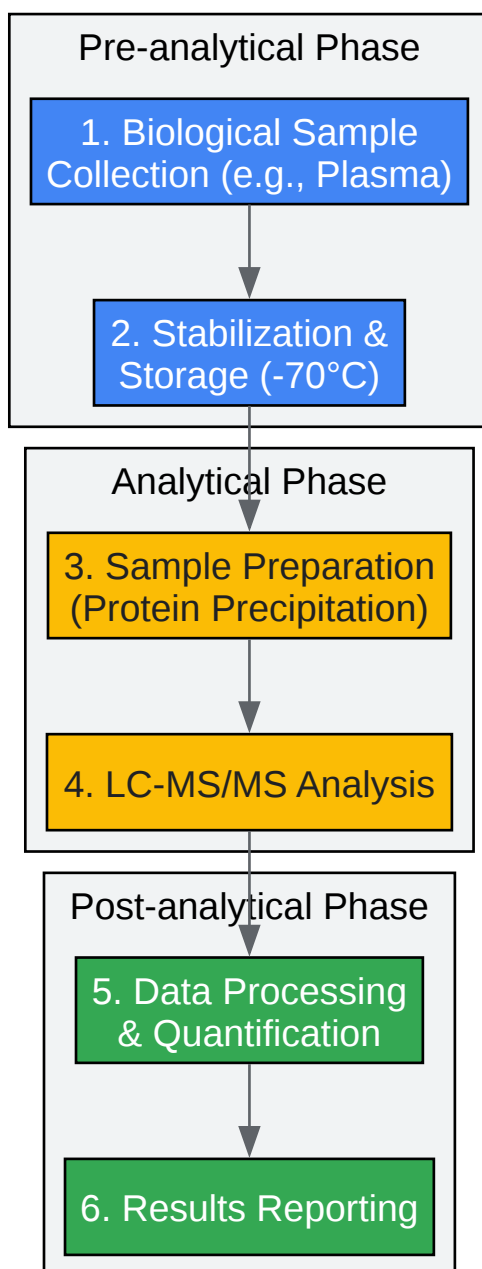 Pre-analytical Phase
1. Biological Sample
Collection (e.g., Plasma)
2. Stabilization &
Storage (-70°C)
Analytical Phase
3. Sample Preparation
(Protein Precipitation)
4. LC-MS/MS Analysis
Post-analytical Phase
5. Data Processing
& Quantification
6. Results Reporting